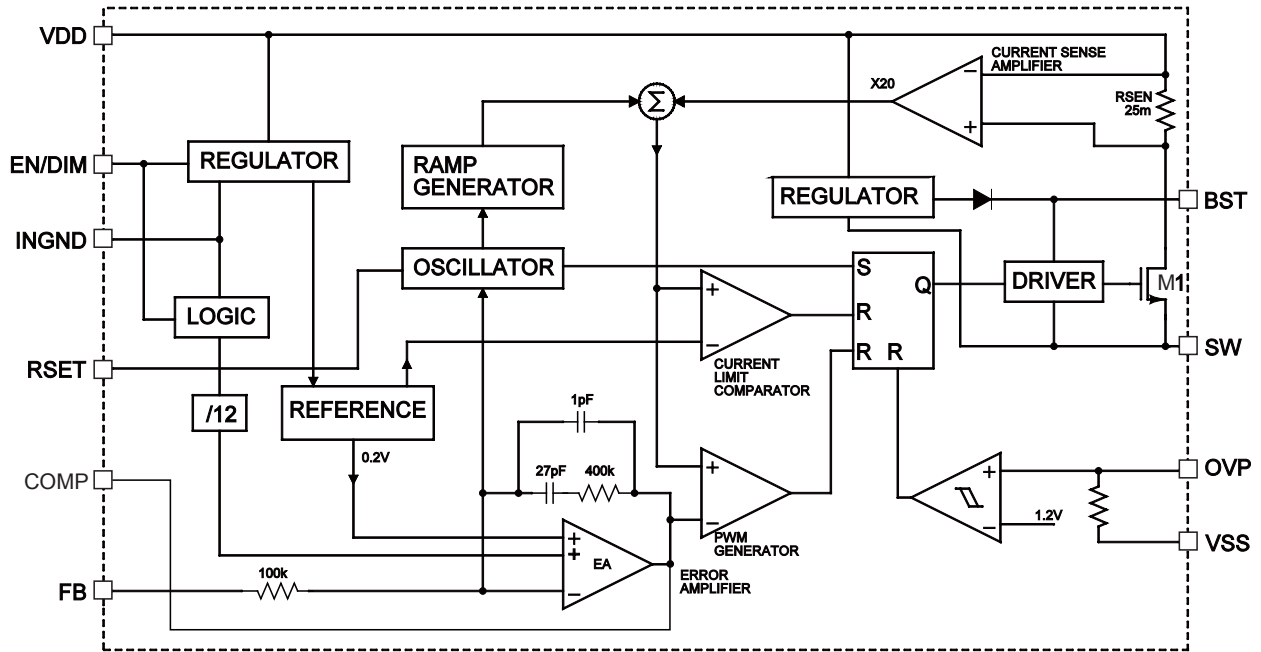 VDD
EN/DIM
INGND
RSET
COMP
FB
REGULATOR
LOGIC
/12
REFERENCE
0.2V
100k
RAMP
GENERATOR
OSCILLATOR
1pF
27pF
400k
+
+
−
EA
ERROR
AMPLIFIER
Σ
X20
CURRENT SENSE
AMPLIFIER
−
+
RSEN
25m
REGULATOR
+
−
CURRENT
LIMIT
COMPARATOR
+
−
PWM
GENERATOR
S
R
R R
Q
DRIVER
M1
+
−
1.2V
BST
SW
OVP
VSS